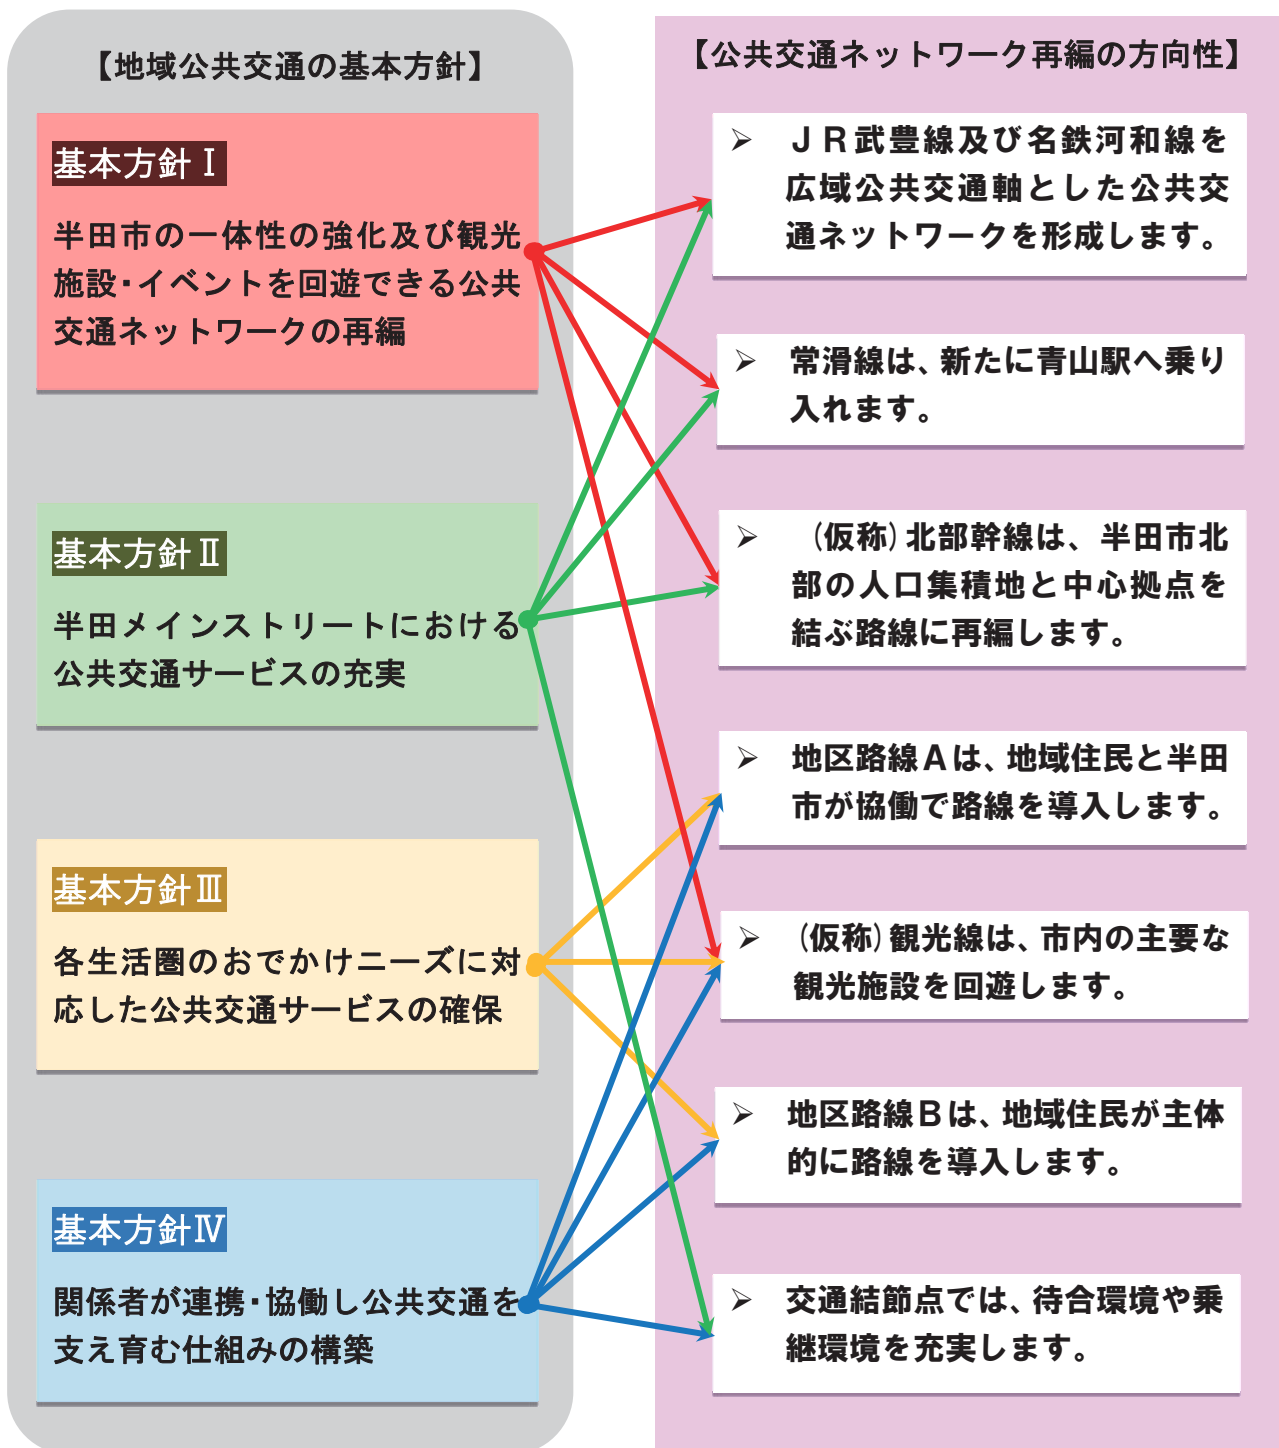 【地域公共交通の基本方針】
基本方針Ⅰ
半田市の一体性の強化及び観光
施設・イベントを回遊できる公共
交通ネットワークの再編
基本方針Ⅱ
半田メインストリートにおける
公共交通サービスの充実
基本方針Ⅲ
各生活圏のおでかけニーズに対
応した公共交通サービスの確保
基本方針Ⅳ
関係者が連携・協働し公共交通を
支え育む仕組みの構築
【公共交通ネットワーク再編の方向性】
➢ ＪＲ武豊線及び名鉄河和線を
広域公共交通軸とした公共交
通ネットワークを形成します。
➢ 常滑線は、新たに青山駅へ乗り
入れます。
➢ （仮称）北部幹線は、半田市北
部の人口集積地と中心拠点を
結ぶ路線に再編します。
➢ 地区路線Ａは、地域住民と半田
市が協働で路線を導入します。
➢ （仮称）観光線は、市内の主要な
観光施設を回遊します。
➢ 地区路線Ｂは、地域住民が主体
的に路線を導入します。
➢ 交通結節点では、待合環境や乗
継環境を充実します。